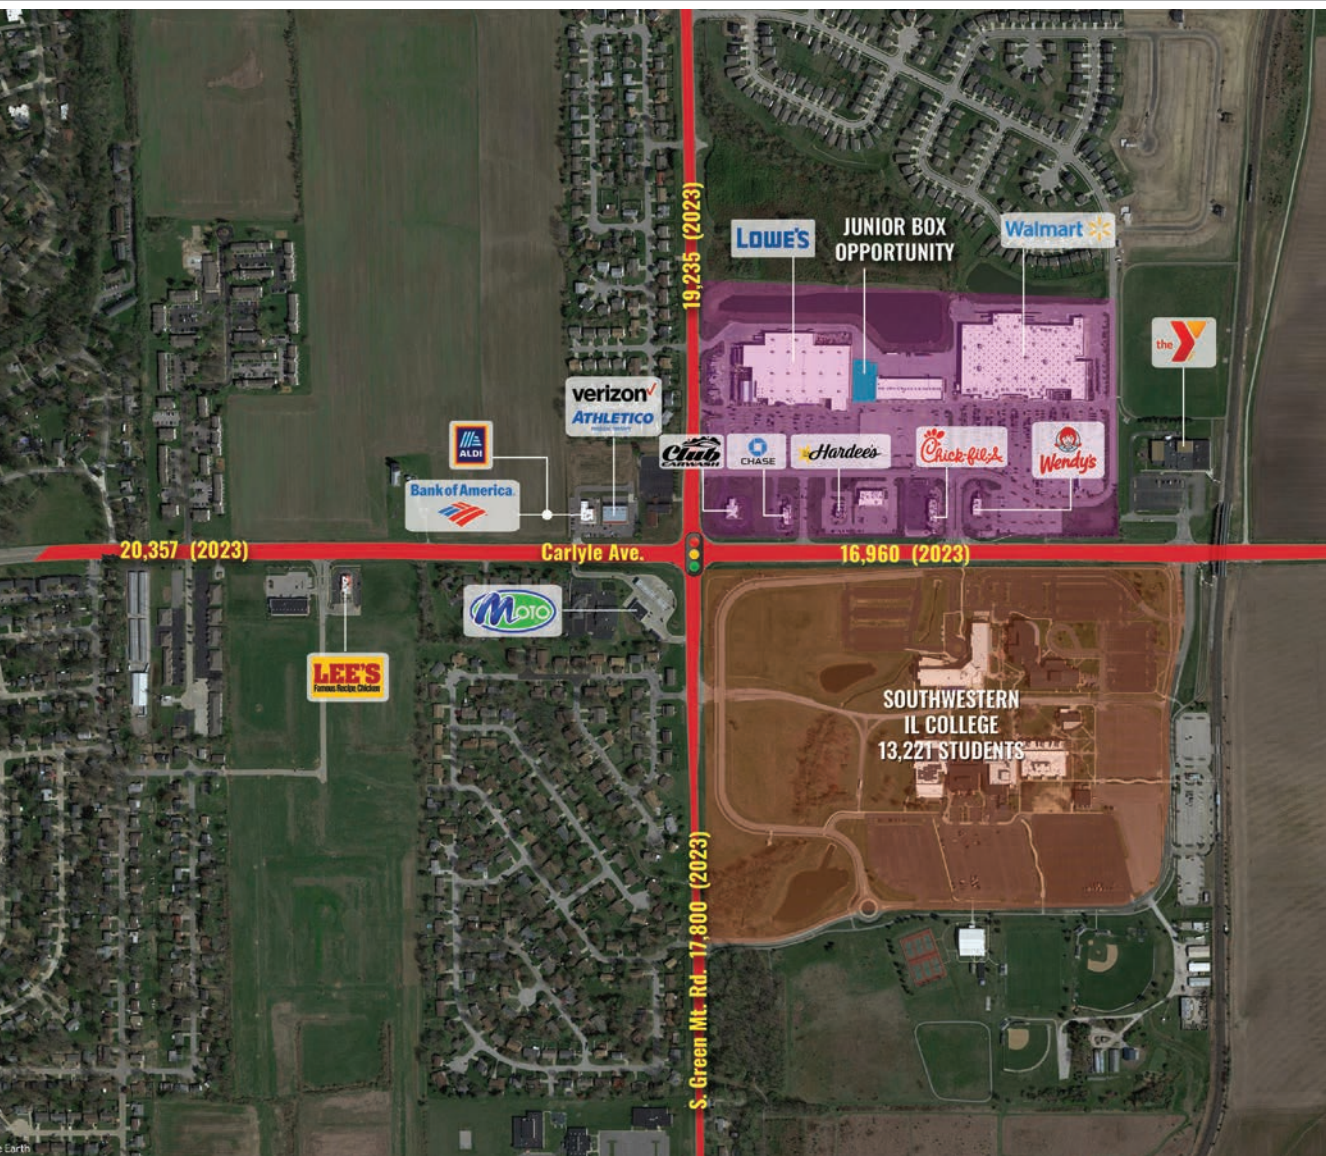 19,235 (2023)
LOWE'S
JUNIOR BOX
OPPORTUNITY
Walmart
the Y
verizon
ATHLETICO
ALDI
Bank of America
Club
CARWASH
CHASE
Hardee's
Chick-fil-A
Wendy's
20,357 (2023)
Carlyle Ave.
16,960 (2023)
MOTO
LEE'S
Famous Recipe Chicken
SOUTHWESTERN
IL COLLEGE
13,221 STUDENTS
S. Green Mt. Rd. 17,800 (2023)
Earth